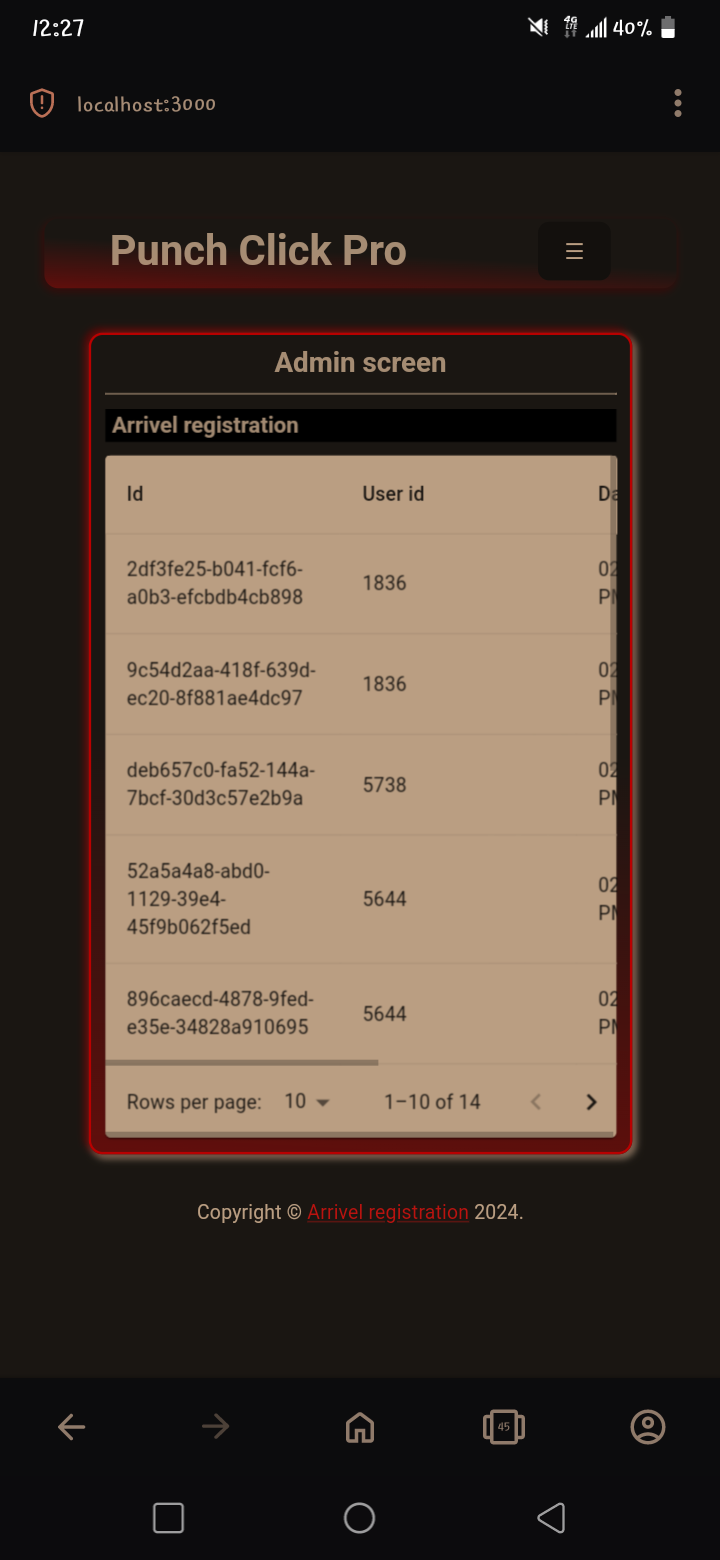 12:27
4G
LTE
40%
localhost:3000
Punch Click Pro
Admin screen
Arrivel registration
Id User id Da
2df3fe25-b041-fcf6-
a0b3-efcbdb4cb898
1836
02
PM
9c54d2aa-418f-639d-
ec20-8f881ae4dc97
1836
02
PM
deb657c0-fa52-144a-
7bcf-30d3c57e2b9a
5738
02
PM
52a5a4a8-abd0-
1129-39e4-
45f9b062f5ed
5644
02
PM
896caecd-4878-9fed-
e35e-34828a910695
5644
02
PM
Rows per page: 10 1–10 of 14
Copyright © Arrivel registration 2024.
45